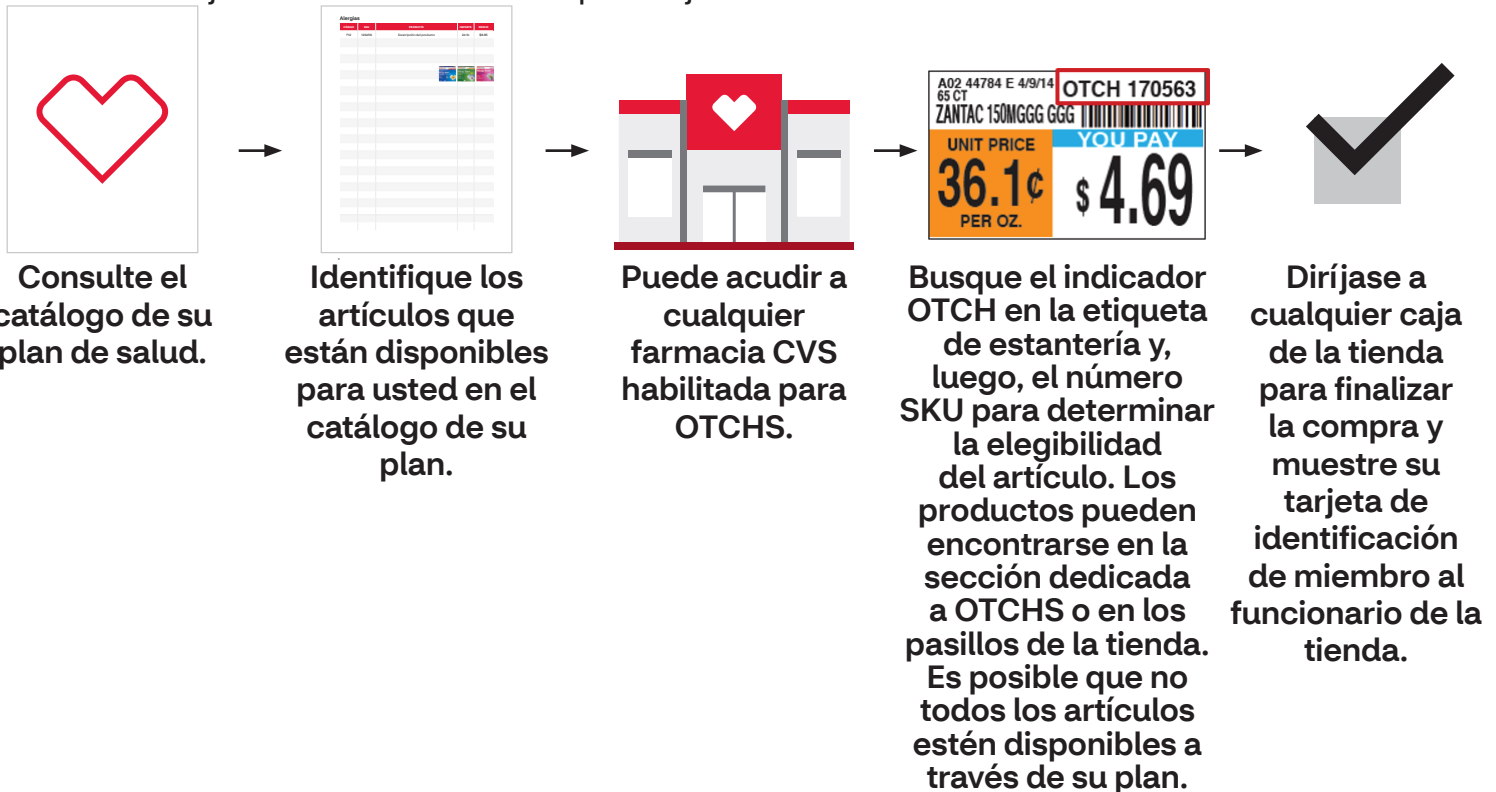 Consulte el
catálogo de su
plan de salud.
Alergias
Identifique los
artículos que
están disponibles
para usted en el
catálogo de su
plan.
Puede acudir a
cualquier
farmacia CVS
habilitada para
OTCHS.
A02 44784 E 4/9/14
OTCH 170563
65 CT
ZANTAC 150MGGG GGG
UNIT PRICE
36.1¢
PER OZ.
YOU PAY
$ 4.69
Busque el indicador
OTCH en la etiqueta
de estantería y,
luego, el número
SKU para determinar
la elegibilidad
del artículo. Los
productos pueden
encontrarse en la
sección dedicada
a OTCHS o en los
pasillos de la tienda.
Es posible que no
todos los artículos
estén disponibles a
través de su plan.
Diríjase a
cualquier caja
de la tienda
para finalizar
la compra y
muestre su
tarjeta de
identificación
de miembro al
funcionario de la
tienda.